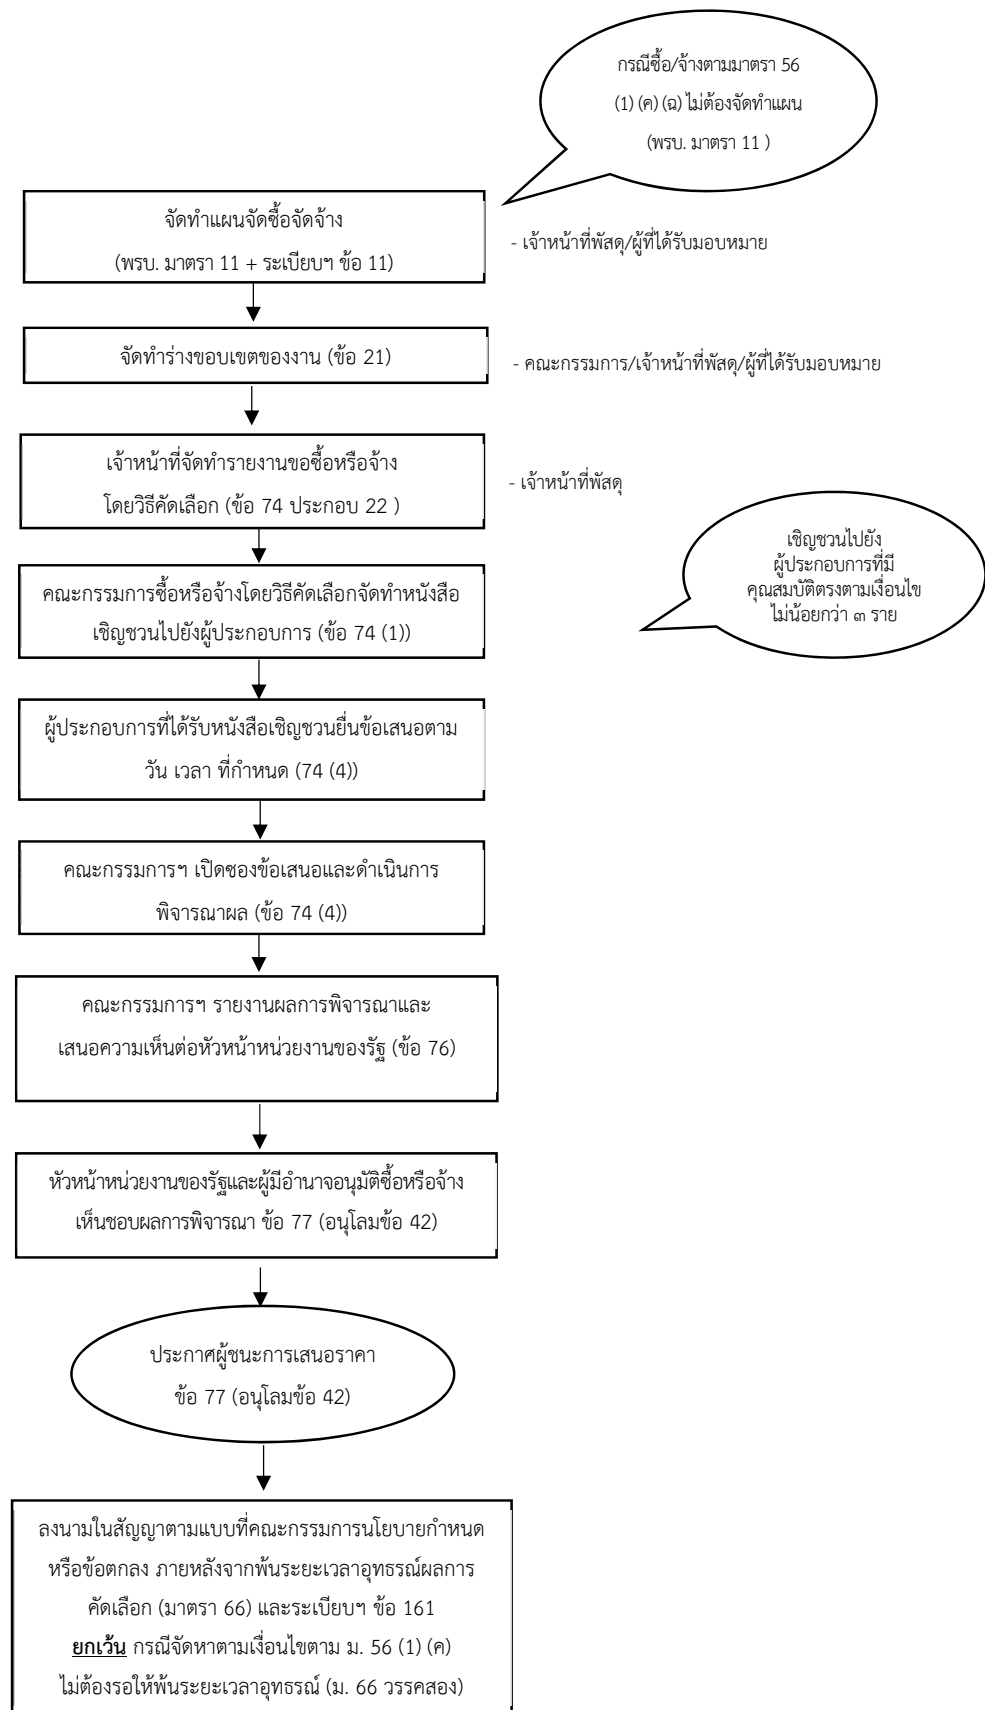 กรณีซื้อ/จ้างตามมาตรา 56
(1) (ค) (ฉ) ไม่ต้องจัดทำแผน
(พรบ. มาตรา 11 )
จัดทำแผนจัดซื้อจัดจ้าง
(พรบ. มาตรา 11 + ระเบียบฯ ข้อ 11)
- เจ้าหน้าที่พัสดุ/ผู้ที่ได้รับมอบหมาย
จัดทำร่างขอบเขตของงาน (ข้อ 21)
- คณะกรรมการ/เจ้าหน้าที่พัสดุ/ผู้ที่ได้รับมอบหมาย
เจ้าหน้าที่จัดทำรายงานขอซื้อหรือจ้าง
โดยวิธีคัดเลือก (ข้อ 74 ประกอบ 22 )
- เจ้าหน้าที่พัสดุ
เชิญชวนไปยัง
ผู้ประกอบการที่มี
คุณสมบัติตรงตามเงื่อนไข
ไม่น้อยกว่า ๓ ราย
คณะกรรมการซื้อหรือจ้างโดยวิธีคัดเลือกจัดทำหนังสือ
เชิญชวนไปยังผู้ประกอบการ (ข้อ 74 (1))
ผู้ประกอบการที่ได้รับหนังสือเชิญชวนยื่นข้อเสนอตาม
วัน เวลา ที่กำหนด (74 (4))
คณะกรรมการฯ เปิดซองข้อเสนอและดำเนินการ
พิจารณาผล (ข้อ 74 (4))
คณะกรรมการฯ รายงานผลการพิจารณาและ
เสนอความเห็นต่อหัวหน้าหน่วยงานของรัฐ (ข้อ 76)
หัวหน้าหน่วยงานของรัฐและผู้มีอำนาจอนุมัติซื้อหรือจ้าง
เห็นชอบผลการพิจารณา ข้อ 77 (อนุโลมข้อ 42)
ประกาศผู้ชนะการเสนอราคา
ข้อ 77 (อนุโลมข้อ 42)
ลงนามในสัญญาตามแบบที่คณะกรรมการนโยบายกำหนด
หรือข้อตกลง ภายหลังจากพ้นระยะเวลาอุทธรณ์ผลการ
คัดเลือก (มาตรา 66) และระเบียบฯ ข้อ 161
ยกเว้น กรณีจัดหาตามเงื่อนไขตาม ม. 56 (1) (ค)
ไม่ต้องรอให้พ้นระยะเวลาอุทธรณ์ (ม. 66 วรรคสอง)